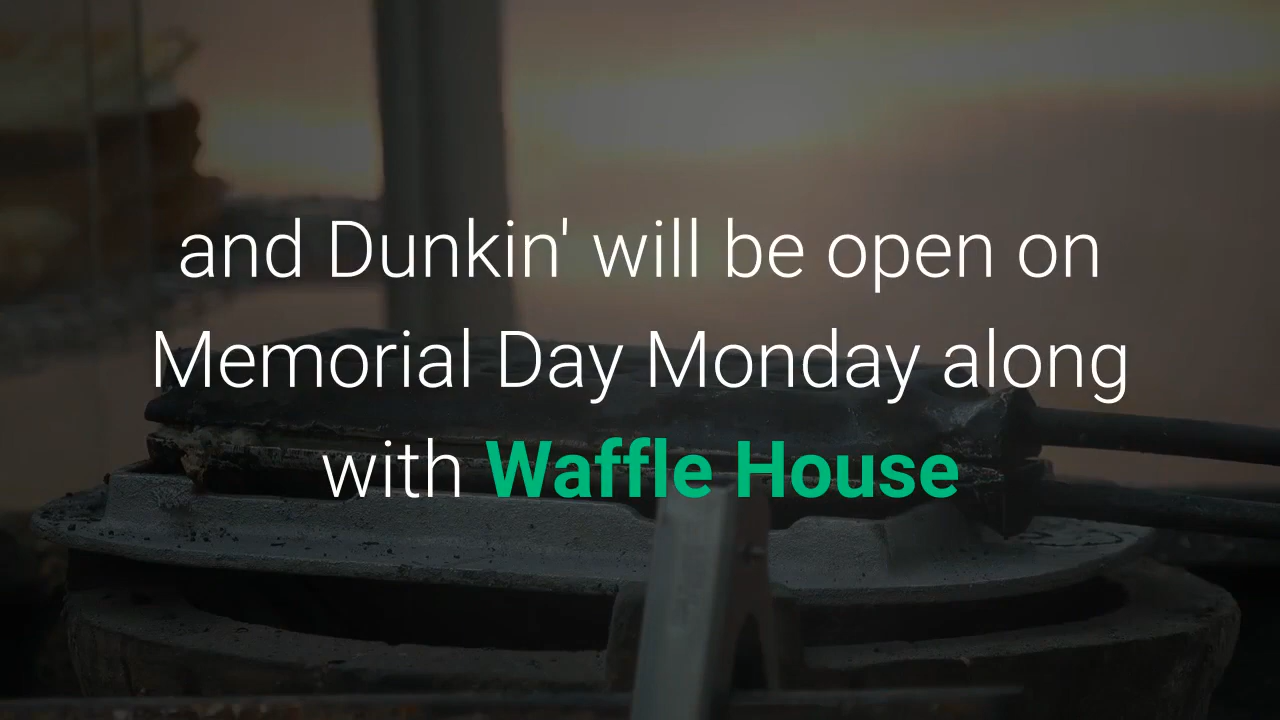 and Dunkin' will be open on
Memorial Day Monday along
with Waffle House